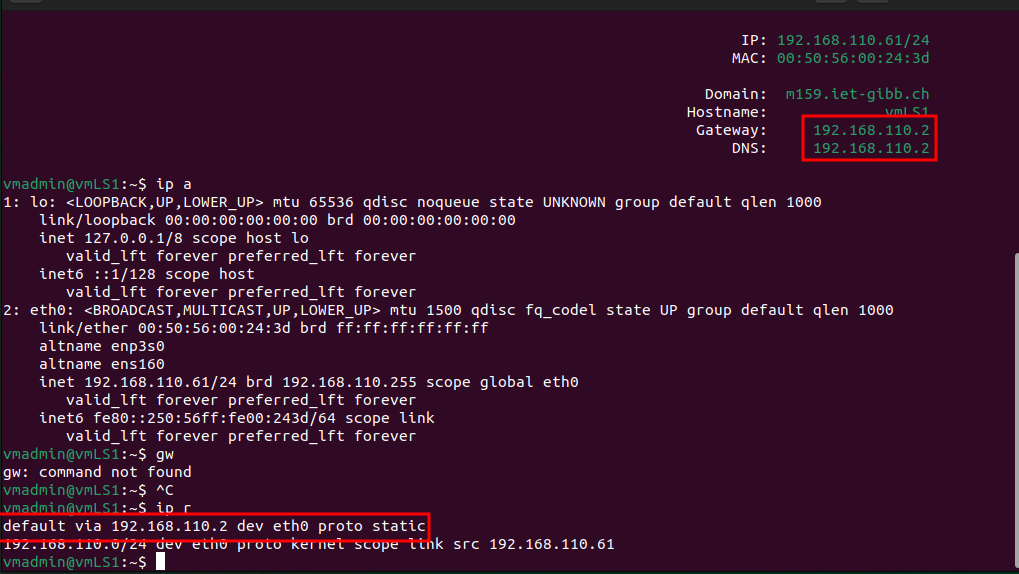 IP: 192.168.110.61/24
MAC: 00:50:56:00:24:3d
Domain: m159.iet-gibb.ch
Hostname: vmLS1
Gateway: 192.168.110.2
DNS: 192.168.110.2
vmadmin@vmLS1:~$ ip a
1: lo: <LOOPBACK,UP,LOWER_UP> mtu 65536 qdisc noqueue state UNKNOWN group default qlen 1000
link/loopback 00:00:00:00:00:00 brd 00:00:00:00:00:00
inet 127.0.0.1/8 scope host lo
valid_lft forever preferred_lft forever
inet6 ::1/128 scope host
valid_lft forever preferred_lft forever
2: eth0: <BROADCAST,MULTICAST,UP,LOWER_UP> mtu 1500 qdisc fq_codel state UP group default qlen 1000
link/ether 00:50:56:00:24:3d brd ff:ff:ff:ff:ff:ff
altname enp3s0
altname ens160
inet 192.168.110.61/24 brd 192.168.110.255 scope global eth0
valid_lft forever preferred_lft forever
inet6 fe80::250:56ff:fe00:243d/64 scope link
valid_lft forever preferred_lft forever
vmadmin@vmLS1:~$ gw
gw: command not found
vmadmin@vmLS1:~$ ^C
vmadmin@vmLS1:~$ ip r
default via 192.168.110.2 dev eth0 proto static
192.168.110.0/24 dev eth0 proto kernel scope link src 192.168.110.61
vmadmin@vmLS1:~$